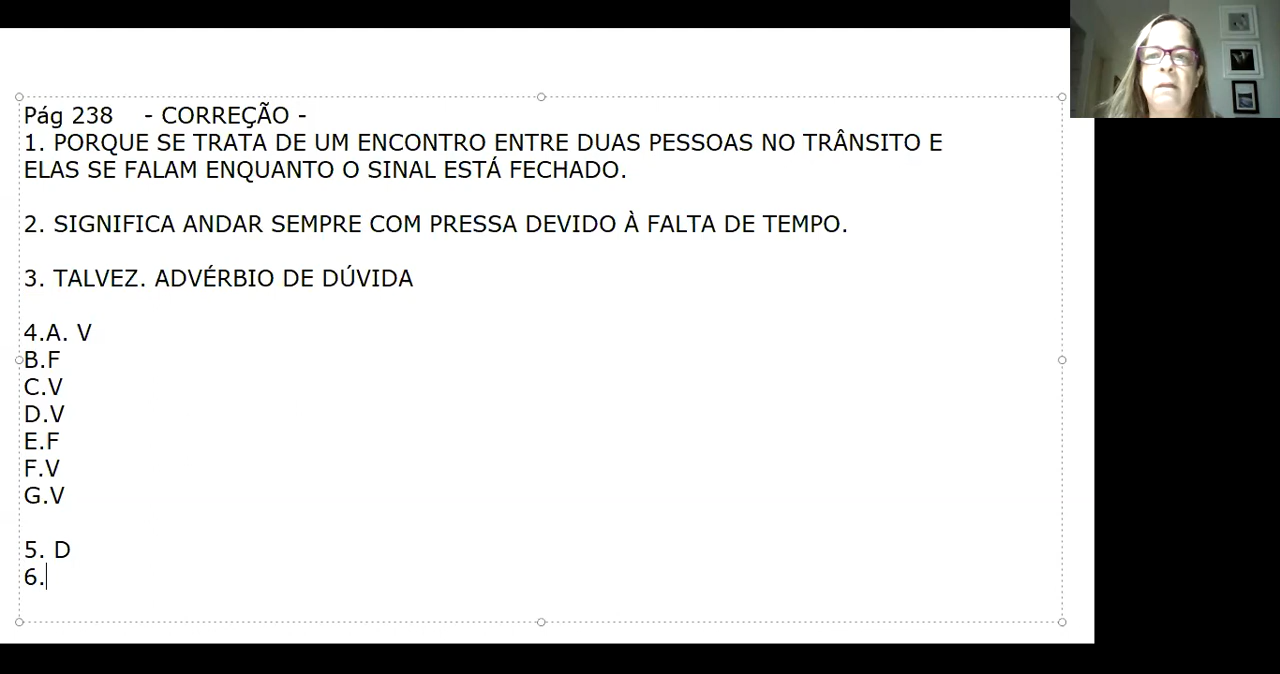 Pág 238 - CORREÇÃO -
1. PORQUE SE TRATA DE UM ENCONTRO ENTRE DUAS PESSOAS NO TRÂNSITO E
ELAS SE FALAM ENQUANTO O SINAL ESTÁ FECHADO.
2. SIGNIFICA ANDAR SEMPRE COM PRESSA DEVIDO À FALTA DE TEMPO.
3. TALVEZ. ADVÉRBIO DE DÚVIDA
4.A. V
B.F
C.V
D.V
E.F
F.V
G.V
5. D
6.